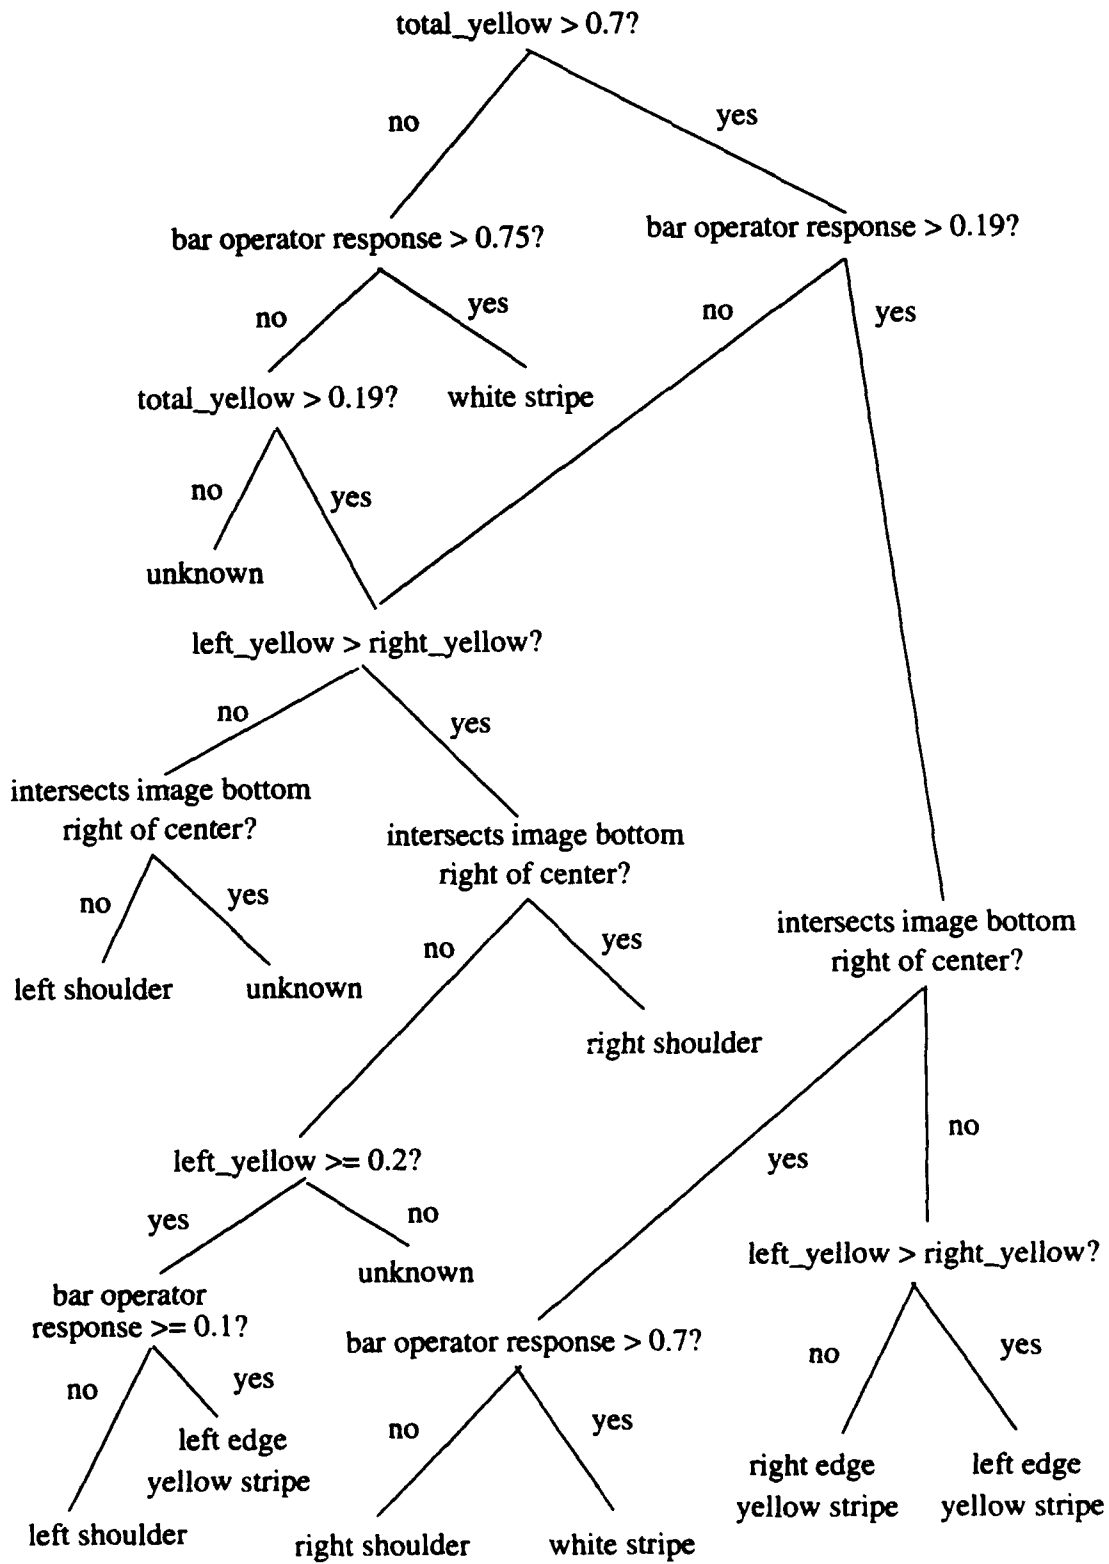 total_yellow > 0.7?
no
yes
bar operator response > 0.75?
bar operator response > 0.19?
no
yes
no
yes
total_yellow > 0.19?
white stripe
no
yes
unknown
left_yellow > right_yellow?
no
yes
intersects image bottom
right of center?
intersects image bottom
right of center?
no
yes
no
yes
intersects image bottom
right of center?
left shoulder
unknown
right shoulder
no
yes
left_yellow >= 0.2?
yes
no
left_yellow > right_yellow?
unknown
bar operator
response >= 0.1?
bar operator response > 0.7?
no
yes
no
yes
no
yes
left edge
yellow stripe
right edge
yellow stripe
left edge
yellow stripe
left shoulder
right shoulder
white stripe